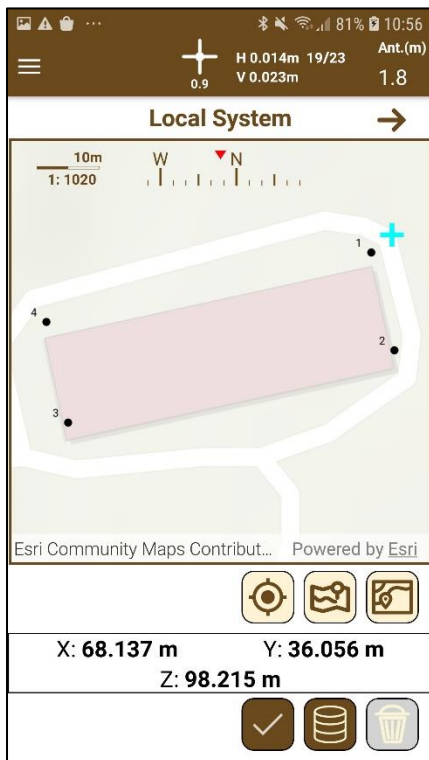 81% 10:56
0.9
H 0.014m 19/23
V 0.023m
Ant.(m)
1.8
Local System
10m
1: 1020
W N
1
4
2
3
Esri Community Maps Contribut... Powered by Esri
X: 68.137 m Y: 36.056 m
Z: 98.215 m